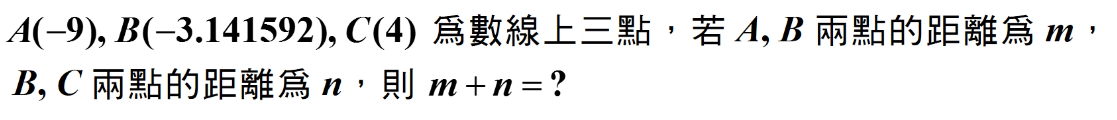 A(−9), B(−3.141592), C(4) 為數線上三點，若 A, B 兩點的距離為 m，
B, C 兩點的距離為 n，則 m + n = ?